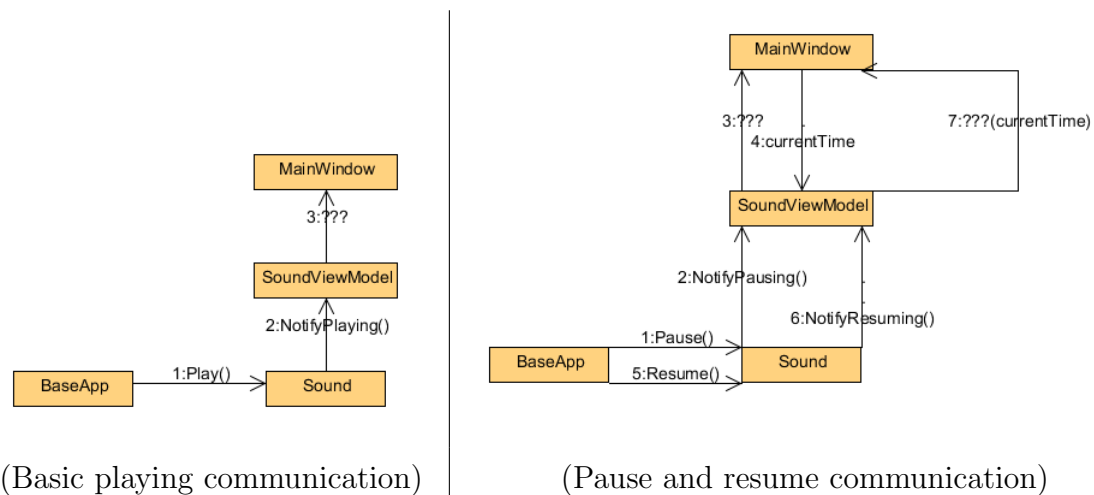 MainWindow
3:???
SoundViewModel
2:NotifyPlaying()
1:Play()
BaseApp
Sound
(Basic playing communication)
MainWindow
3:???
7:???(currentTime)
4:currentTime
SoundViewModel
2:NotifyPausing()
6:NotifyResuming()
1:Pause()
BaseApp
Sound
5:Resume()
(Pause and resume communication)